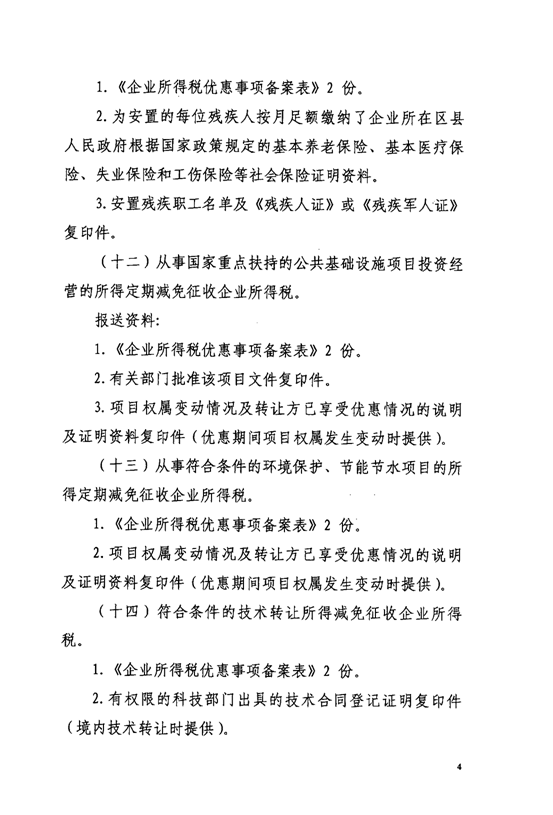 1.《企业所得税优惠事项备案表》2 份。
2.为安置的每位残疾人按月足额缴纳了企业所在区县
人民政府根据国家政策规定的基本养老保险、基本医疗保
险、失业保险和工伤保险等社会保险证明资料。
3.安置残疾职工名单及《残疾人证》或《残疾军人证》
复印件。
（十二）从事国家重点扶持的公共基础设施项目投资经
营的所得定期减免征收企业所得税。
报送资料:
1.《企业所得税优惠事项备案表》2 份。
2.有关部门批准该项目文件复印件。
3.项目权属变动情况及转让方已享受优惠情况的说明
及证明资料复印件（优惠期间项目权属发生变动时提供）。
（十三）从事符合条件的环境保护、节能节水项目的所
得定期减免征收企业所得税。
1.《企业所得税优惠事项备案表》2 份。
2.项目权属变动情况及转让方已享受优惠情况的说明
及证明资料复印件（优惠期间项目权属发生变动时提供）。
（十四）符合条件的技术转让所得减免征收企业所得
税。
1.《企业所得税优惠事项备案表》2 份。
2.有权限的科技部门出具的技术合同登记证明复印件
（境内技术转让时提供）。
4